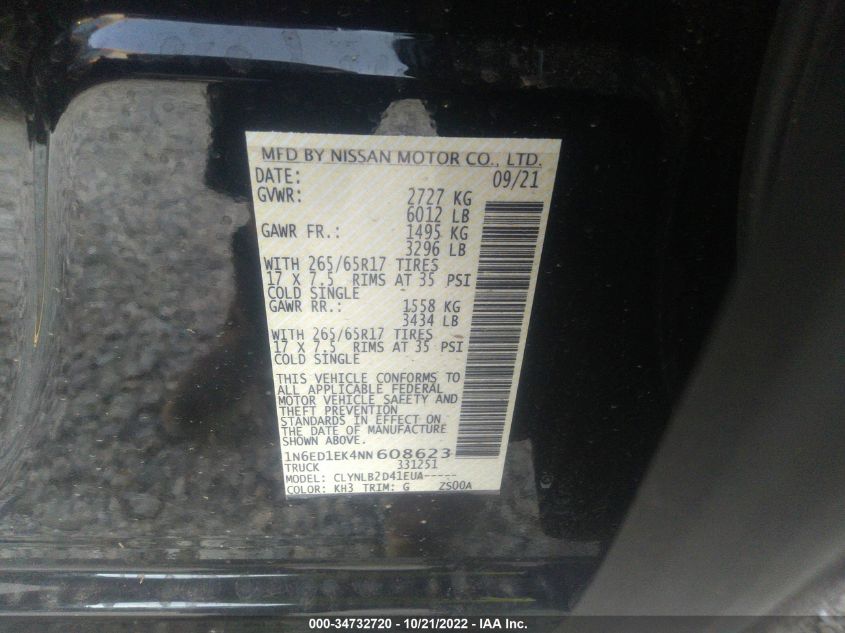 MFD BY NISSAN MOTOR CO., LTD.
DATE: 09/21
GVWR: 2727 KG
6012 LB
GAWR FR.: 1495 KG
3296 LB
WITH 265/65R17 TIRES
17 X 7.5 RIMS AT 35 PSI
COLD SINGLE
GAWR RR.: 1558 KG
3434 LB
WITH 265/65R17 TIRES
17 X 7.5 RIMS AT 35 PSI
COLD SINGLE
THIS VEHICLE CONFORMS TO
ALL APPLICABLE FEDERAL
MOTOR VEHICLE SAFETY AND
THEFT PREVENTION
STANDARDS IN EFFECT ON
THE DATE OF MANUFACTURE
SHOWN ABOVE.
1N6ED1EK4NN608623
TRUCK 331251
MODEL: CLYNLB2D41EUA-----
COLOR: KH3 TRIM: G ZS00A
000-34732720 - 10/21/2022 - IAA Inc.